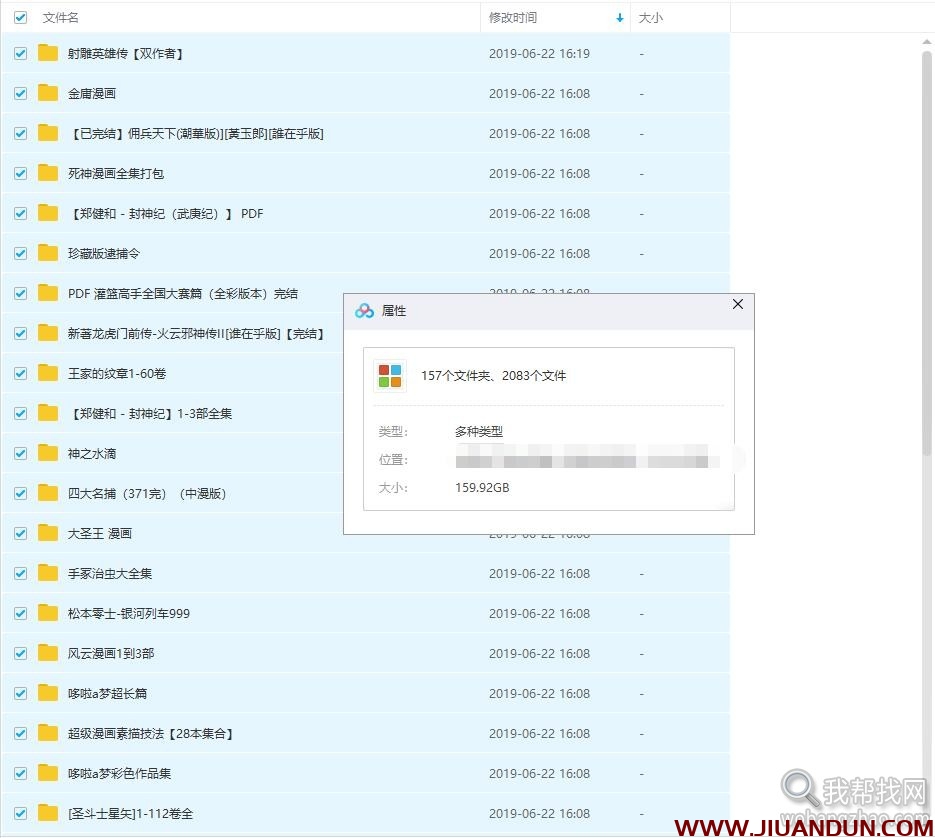 文件名 修改时间 大小
射雕英雄传【双作者】 2019-06-22 16:19 -
金庸漫画 2019-06-22 16:08 -
【已完结】佣兵天下(潮華版)][黄玉郎][誰在乎版] 2019-06-22 16:08 -
死神漫画全集打包 2019-06-22 16:08 -
【郑健和 - 封神纪（武庚纪）】 PDF 2019-06-22 16:08 -
珍藏版逮捕令 2019-06-22 16:08 -
PDF 灌篮高手全国大赛篇（全彩版本）完结 2019-06-22 16:08 -
新著龙虎门前传-火云邪神传II[誰在乎版]【完结】
王家的纹章1-60卷
【郑健和 - 封神纪】1-3部全集
神之水滴
四大名捕（371完）（中漫版）
大圣王 漫画 2019-06-22 16:08 -
手冢治虫大全集 2019-06-22 16:08 -
松本零士-银河列车999 2019-06-22 16:08 -
风云漫画1到3部 2019-06-22 16:08 -
哆啦a梦超长篇 2019-06-22 16:08 -
超级漫画素描技法【28本集合】 2019-06-22 16:08 -
哆啦a梦彩色作品集 2019-06-22 16:08 -
[圣斗士星矢]1-112卷全 2019-06-22 16:08 -
属性
157个文件夹、2083个文件
类型： 多种类型
位置：
大小： 159.92GB
我帮找网
wobangzhao.com
WWW.JIUANDUN.COM